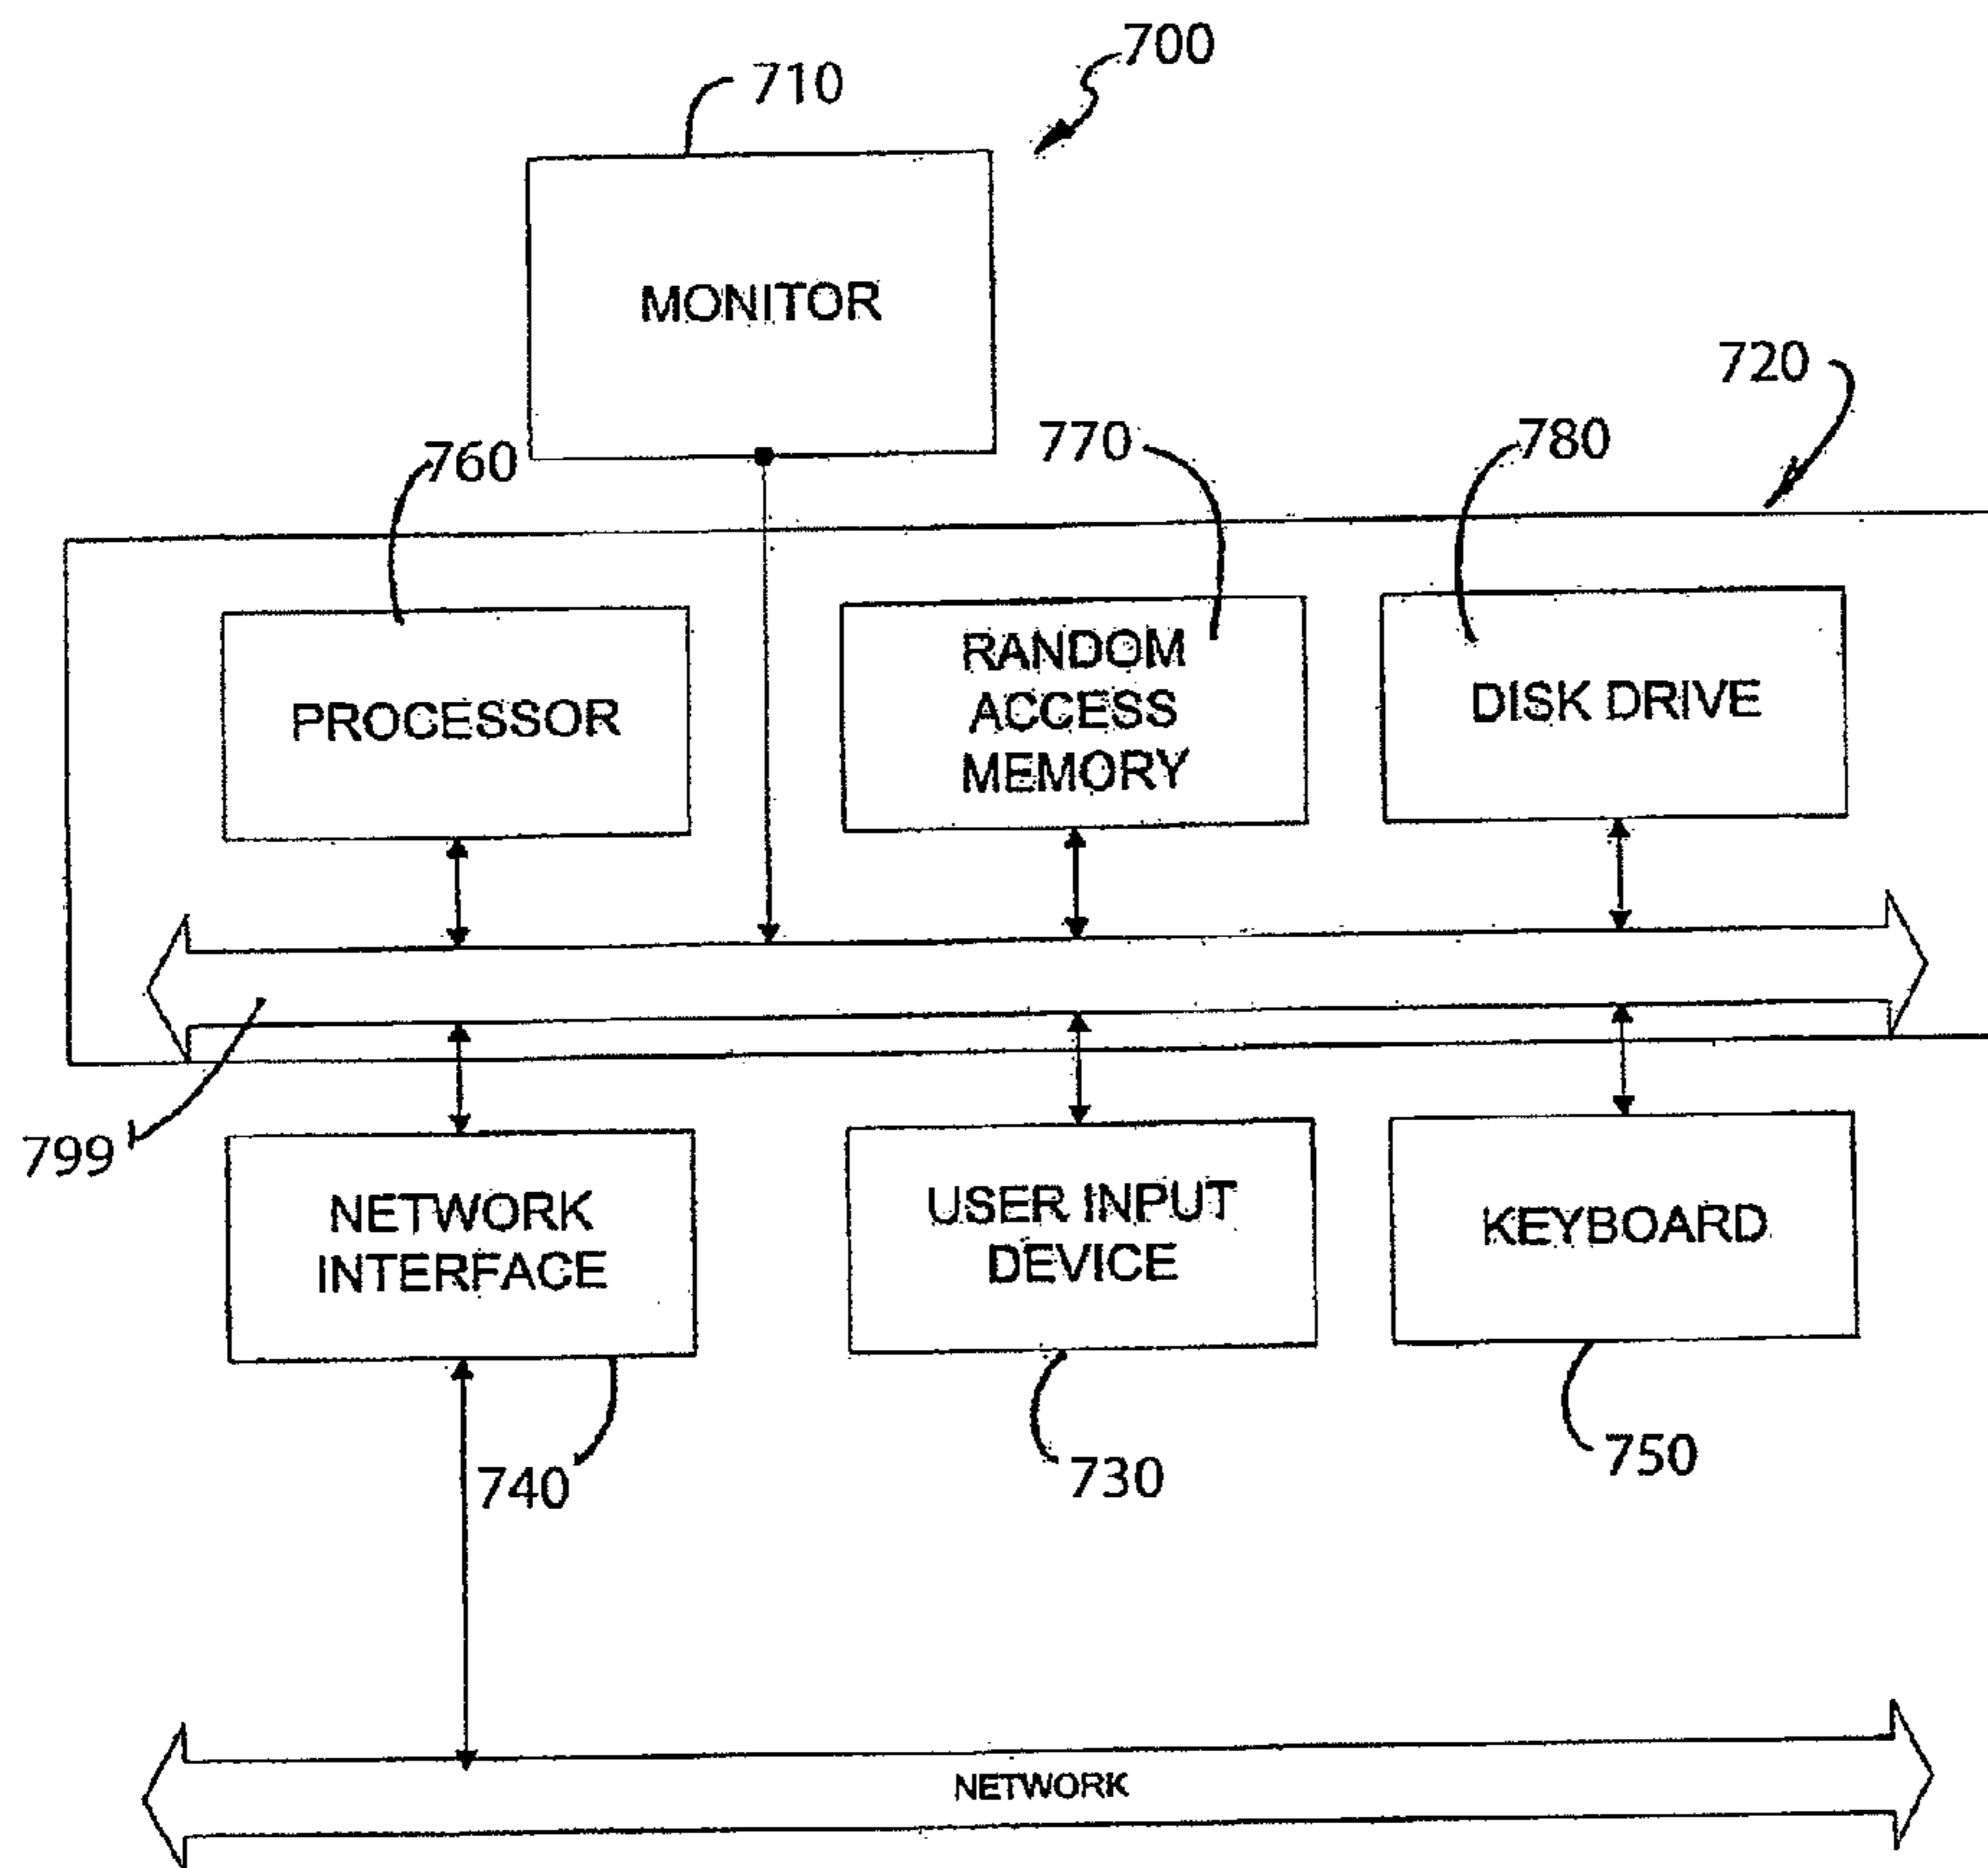 700
710
MONITOR
720
760
770
780
PROCESSOR
RANDOM
ACCESS
MEMORY
DISK DRIVE
799
NETWORK
INTERFACE
USER INPUT
DEVICE
KEYBOARD
740
730
750
NETWORK